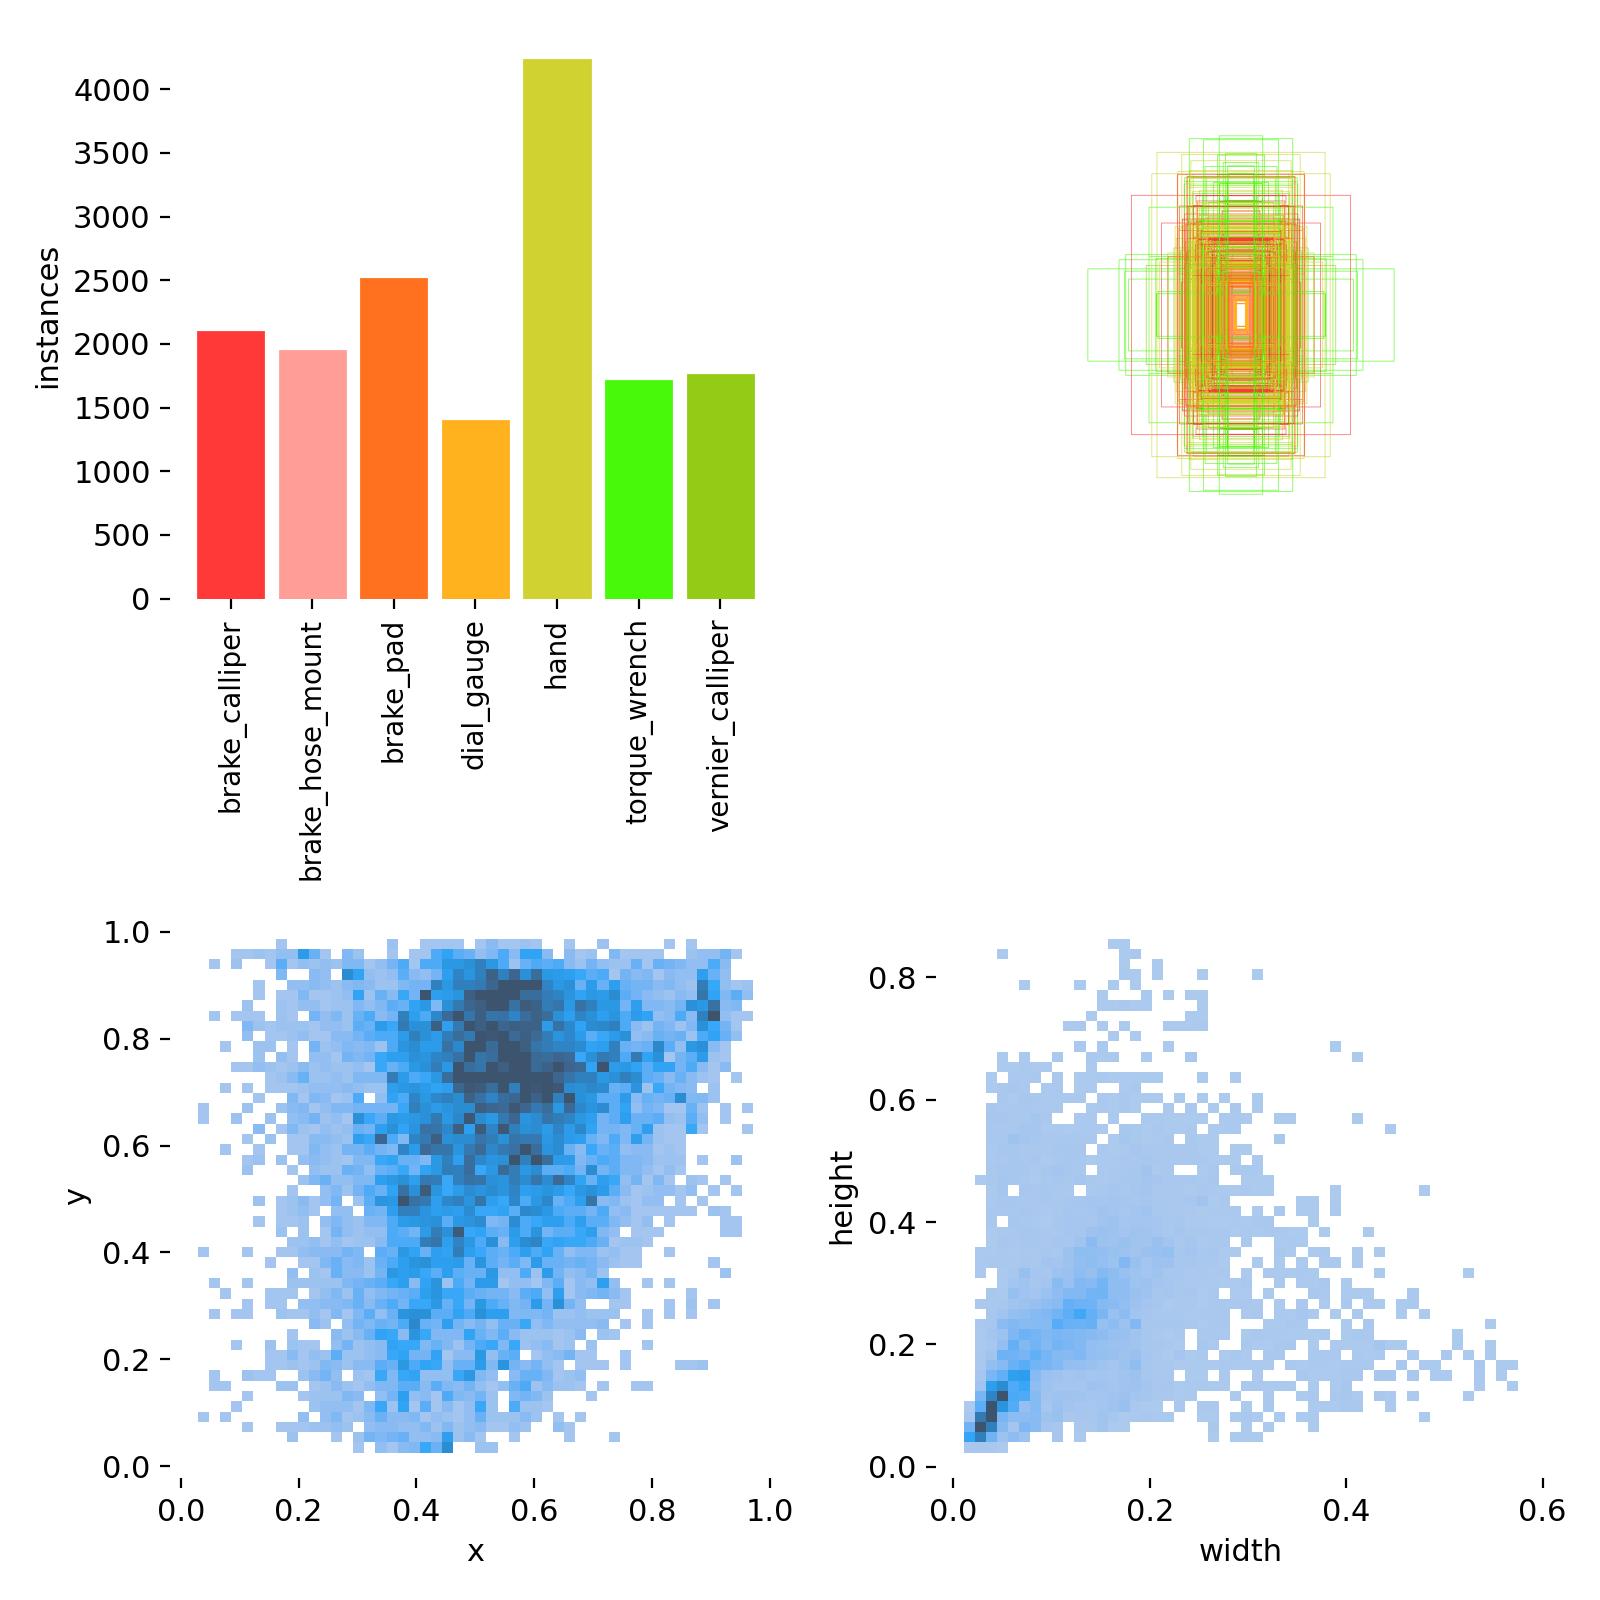 instances
4000
3500
3000
2500
2000
1500
1000
500
0
brake_calliper
brake_hose_mount
brake_pad
dial_gauge
hand
torque_wrench
vernier_calliper
y
1.0
0.8
0.6
0.4
0.2
0.0
0.0 0.2 0.4 0.6 0.8 1.0
x
height
0.8
0.6
0.4
0.2
0.0
0.0 0.2 0.4 0.6
width